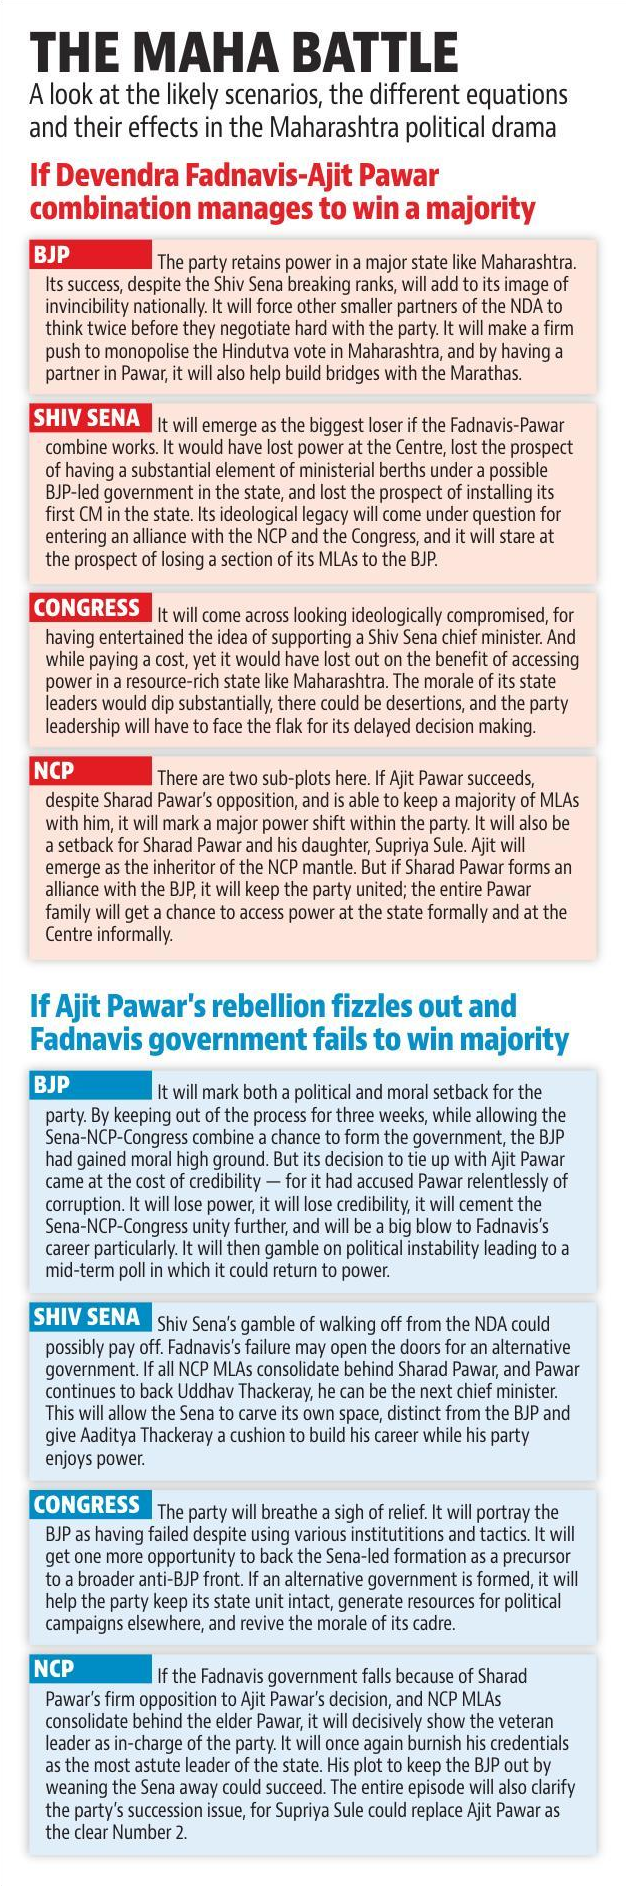 THE MAHA BATTLE
A look at the likely scenarios, the different equations
and their effects in the Maharashtra political drama
If Devendra Fadnavis-Ajit Pawar
combination manages to win a majority
BJP The party retains power in a major state like Maharashtra.
Its success, despite the Shiv Sena breaking ranks, will add to its image of
invincibility nationally. It will force other smaller partners of the NDA to
think twice before they negotiate hard with the party. It will make a firm
push to monopolise the Hindutva vote in Maharashtra, and by having a
partner in Pawar, it will also help build bridges with the Marathas.
SHIV SENA It will emerge as the biggest loser if the Fadnavis-Pawar
combine works. It would have lost power at the Centre, lost the prospect
of having a substantial element of ministerial berths under a possible
BJP-led government in the state, and lost the prospect of installing its
first CM in the state. Its ideological legacy will come under question for
entering an alliance with the NCP and the Congress, and it will stare at
the prospect of losing a section of its MLAs to the BJP.
CONGRESS It will come across looking ideologically compromised, for
having entertained the idea of supporting a Shiv Sena chief minister. And
while paying a cost, yet it would have lost out on the benefit of accessing
power in a resource-rich state like Maharashtra. The morale of its state
leaders would dip substantially, there could be desertions, and the party
leadership will have to face the flak for its delayed decision making.
NCP There are two sub-plots here. If Ajit Pawar succeeds,
despite Sharad Pawar's opposition, and is able to keep a majority of MLAs
with him, it will mark a major power shift within the party. It will also be
a setback for Sharad Pawar and his daughter, Supriya Sule. Ajit will
emerge as the inheritor of the NCP mantle. But if Sharad Pawar forms an
alliance with the BJP, it will keep the party united; the entire Pawar
family will get a chance to access power at the state formally and at the
Centre informally.
If Ajit Pawar's rebellion fizzles out and
Fadnavis government fails to win majority
BJP It will mark both a political and moral setback for the
party. By keeping out of the process for three weeks, while allowing the
Sena-NCP-Congress combine a chance to form the government, the BJP
had gained moral high ground. But its decision to tie up with Ajit Pawar
came at the cost of credibility — for it had accused Pawar relentlessly of
corruption. It will lose power, it will lose credibility, it will cement the
Sena-NCP-Congress unity further, and will be a big blow to Fadnavis's
career particularly. It will then gamble on political instability leading to a
mid-term poll in which it could return to power.
SHIV SENA Shiv Sena's gamble of walking off from the NDA could
possibly pay off. Fadnavis's failure may open the doors for an alternative
government. If all NCP MLAs consolidate behind Sharad Pawar, and Pawar
continues to back Uddhav Thackeray, he can be the next chief minister.
This will allow the Sena to carve its own space, distinct from the BJP and
give Aaditya Thackeray a cushion to build his career while his party
enjoys power.
CONGRESS The party will breathe a sigh of relief. It will portray the
BJP as having failed despite using various institutitions and tactics. It will
get one more opportunity to back the Sena-led formation as a precursor
to a broader anti-BJP front. If an alternative government is formed, it will
help the party keep its state unit intact, generate resources for political
campaigns elsewhere, and revive the morale of its cadre.
NCP If the Fadnavis government falls because of Sharad
Pawar's firm opposition to Ajit Pawar's decision, and NCP MLAs
consolidate behind the elder Pawar, it will decisively show the veteran
leader as in-charge of the party. It will once again burnish his credentials
as the most astute leader of the state. His plot to keep the BJP out by
weaning the Sena away could succeed. The entire episode will also clarify
the party's succession issue, for Supriya Sule could replace Ajit Pawar as
the clear Number 2.